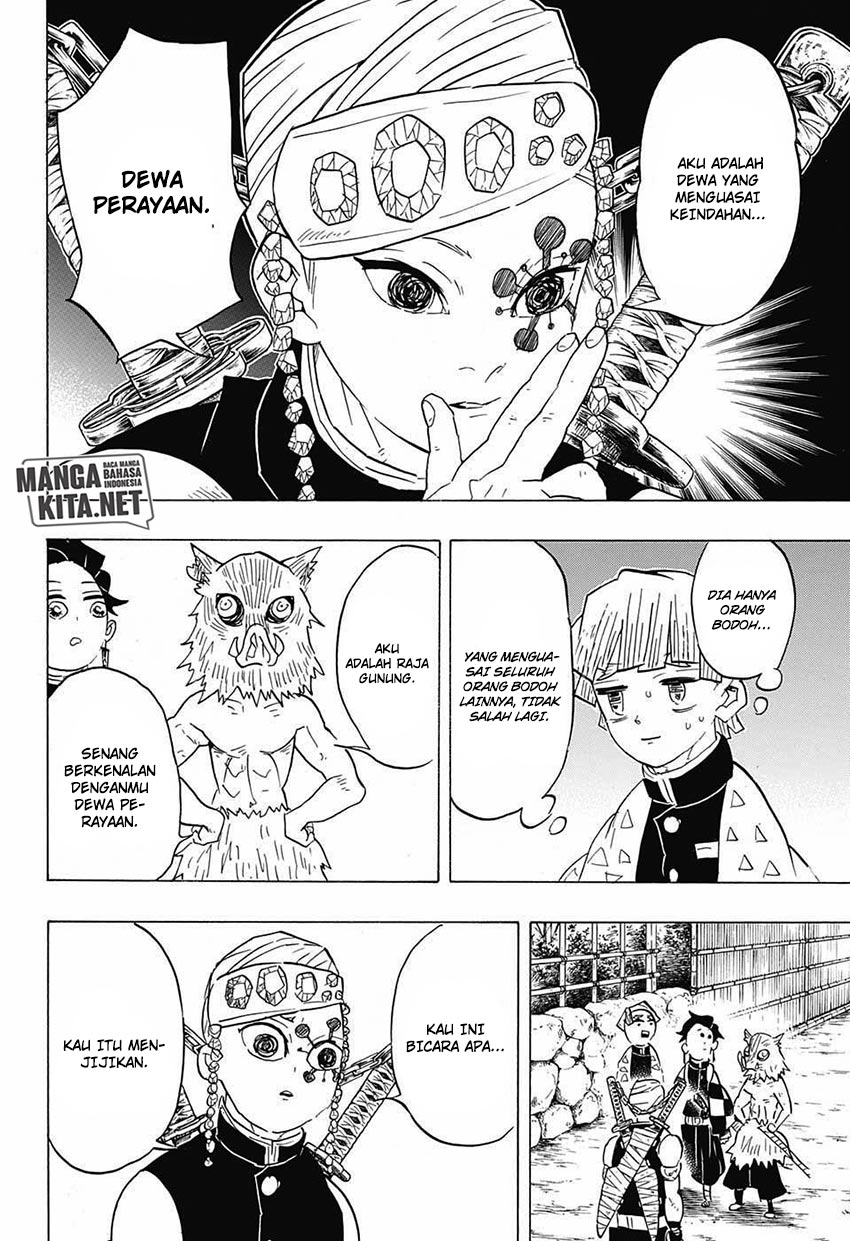 AKU ADALAH
DEWA YANG
MENGUASAI
KEINDAHAN...
DEWA
PERAYAAN.
MANGA
KITA.NET
BACA MANGA
BAHASA
INDONESIA
DIA HANYA
ORANG
BODOH...
YANG MENGUA-
SAI SELURUH
ORANG BODOH
LAINNYA, TIDAK
SALAH LAGI.
AKU
ADALAH RAJA
GUNUNG.
SENANG
BERKENALAN
DENGANMU
DEWA PE-
RAYAAN.
KAU INI
BICARA APA...
KAU ITU MEN-
JIJIKAN.